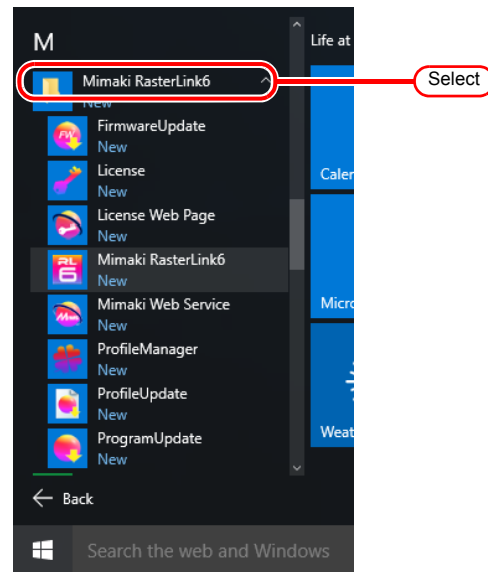 M
Life at
Mimaki RasterLink6
Select
New
FirmwareUpdate
New
License
New
Calen
License Web Page
New
Mimaki RasterLink6
New
Mimaki Web Service
New
Micro
ProfileManager
New
ProfileUpdate
New
ProgramUpdate
New
Weat
Back
Search the web and Windows